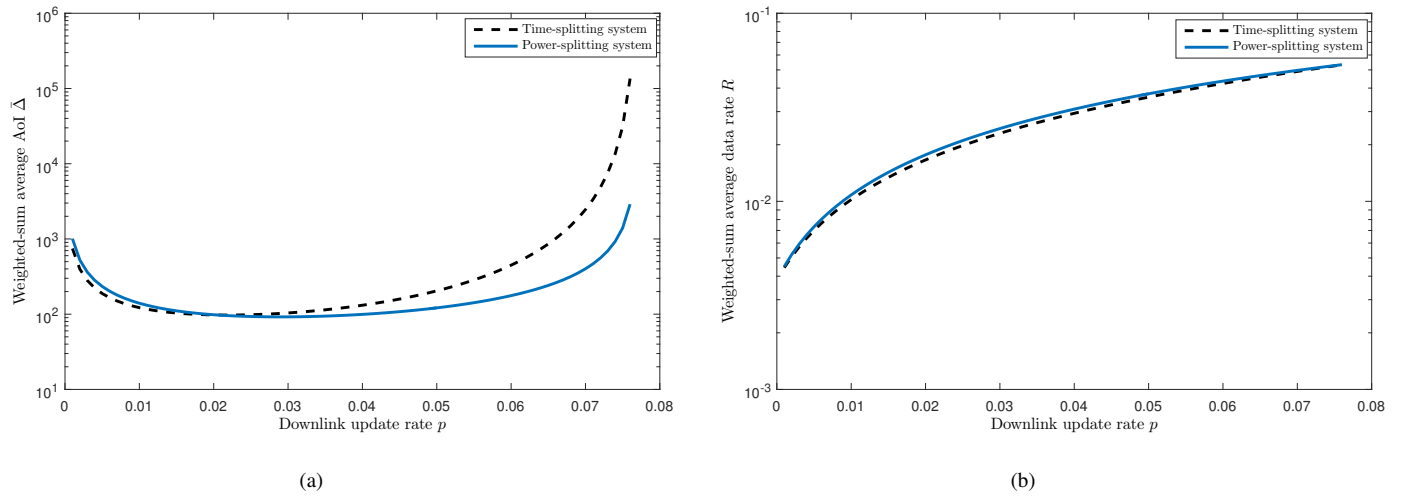 10^6
10^5
10^4
10^3
10^2
10^1
Weighted-sum average AoI Δ̄
Time-splitting system
Power-splitting system
0 0.01 0.02 0.03 0.04 0.05 0.06 0.07 0.08
Downlink update rate p
(a)
10^-1
10^-2
10^-3
Weighted-sum average data rate R
Time-splitting system
Power-splitting system
0 0.01 0.02 0.03 0.04 0.05 0.06 0.07 0.08
Downlink update rate p
(b)